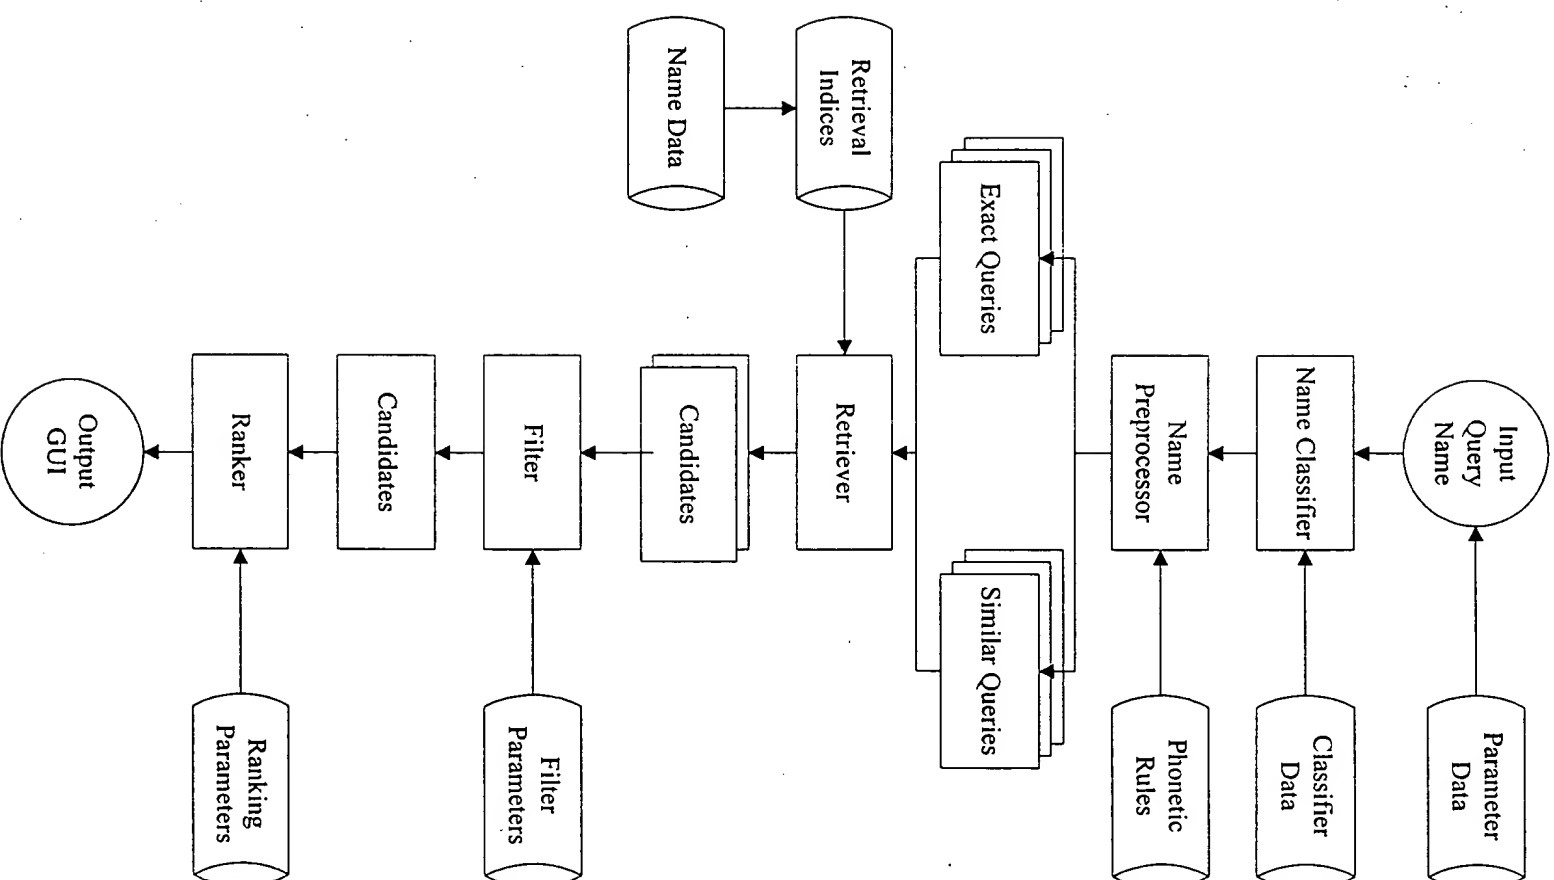 Input
Query
Name
Parameter
Data
Name Classifier
Classifier
Data
Name
Preprocessor
Phonetic
Rules
Exact Queries
Similar Queries
Retrieval
Indices
Retriever
Name Data
Candidates
Filter
Filter
Parameters
Candidates
Ranker
Ranking
Parameters
Output
GUI